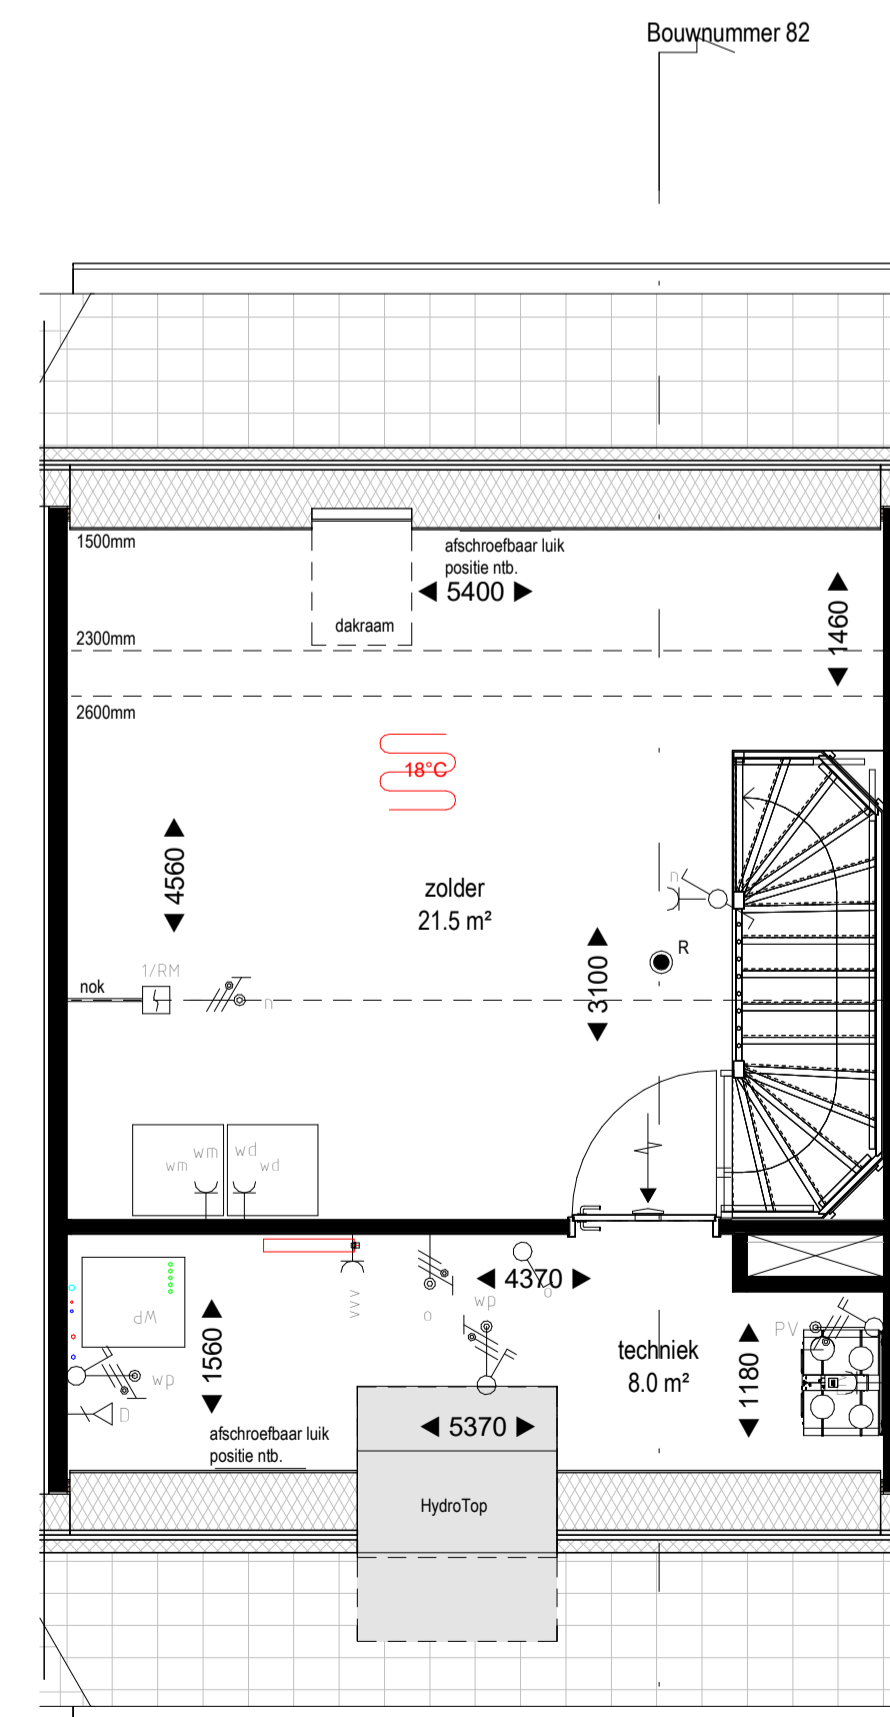 Bouwnummer 82
1500mm
afschroefbaar luik
positie ntb.
5400
dakraam
2300mm
1460
2600mm
18°C
4560
zolder
21.5 m²
n
R
3100
1/RM
nok
n
wm
wd
wm
wd
4370
o
WP
vvv
o
wp
1560
techniek
8.0 m²
PV
1180
wp
D
afschroefbaar luik
positie ntb.
5370
HydroTop